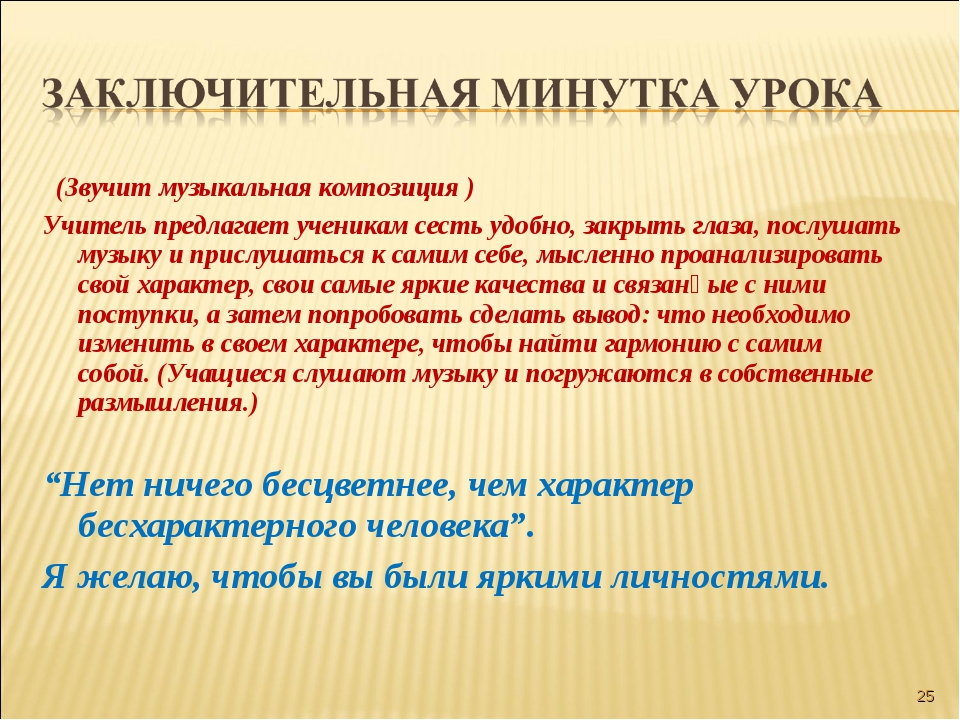 ЗАКЛЮЧИТЕЛЬНАЯ МИНУТКА УРОКА
(Звучит музыкальная композиция )
Учитель предлагает ученикам сесть удобно, закрыть глаза, послушать
музыку и прислушаться к самим себе, мысленно проанализировать
свой характер, свои самые яркие качества и связан▯ые с ними
поступки, а затем попробовать сделать вывод: что необходимо
изменить в своем характере, чтобы найти гармонию с самим
собой. (Учащиеся слушают музыку и погружаются в собственные
размышления.)
“Нет ничего бесцветнее, чем характер
бесхарактерного человека”.
Я желаю, чтобы вы были яркими личностями.
25